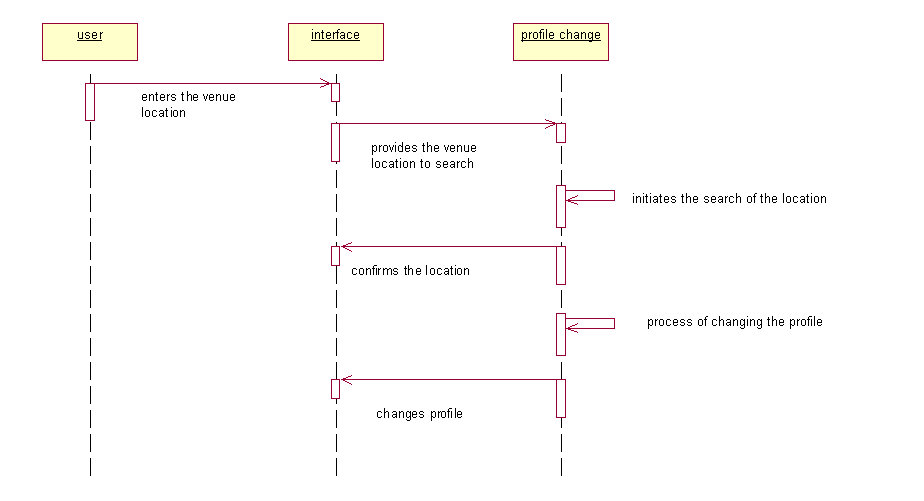 user
interface
profile change
enters the venue
location
provides the venue
location to search
initiates the search of the location
confirms the location
process of changing the profile
changes profile